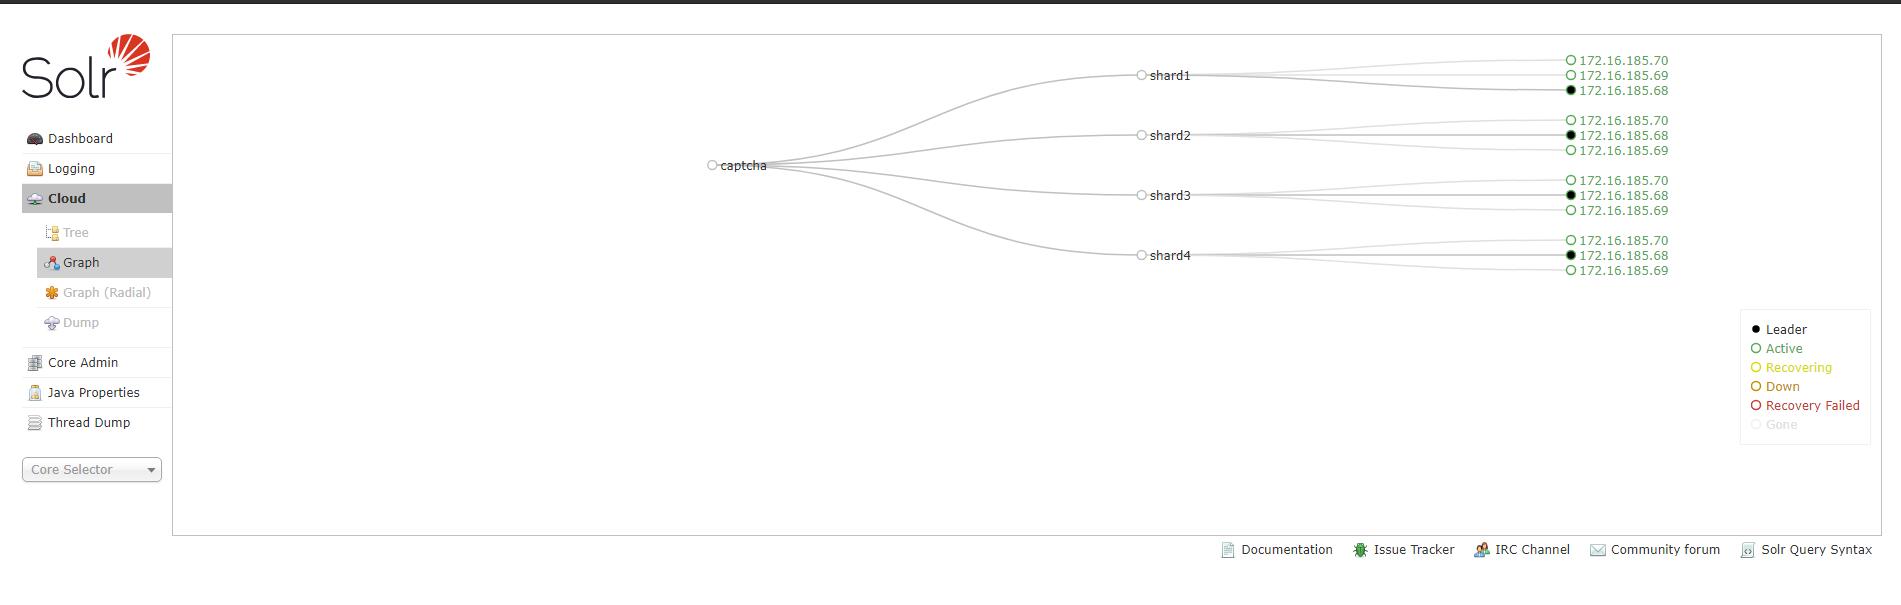 Solr
Dashboard
Logging
Cloud
Tree
Graph
Graph (Radial)
Dump
Core Admin
Java Properties
Thread Dump
Core Selector
captcha
shard1
172.16.185.70
172.16.185.69
172.16.185.68
shard2
172.16.185.70
172.16.185.68
172.16.185.69
shard3
172.16.185.70
172.16.185.68
172.16.185.69
shard4
172.16.185.70
172.16.185.68
172.16.185.69
Leader
Active
Recovering
Down
Recovery Failed
Gone
Documentation Issue Tracker IRC Channel Community forum Solr Query Syntax